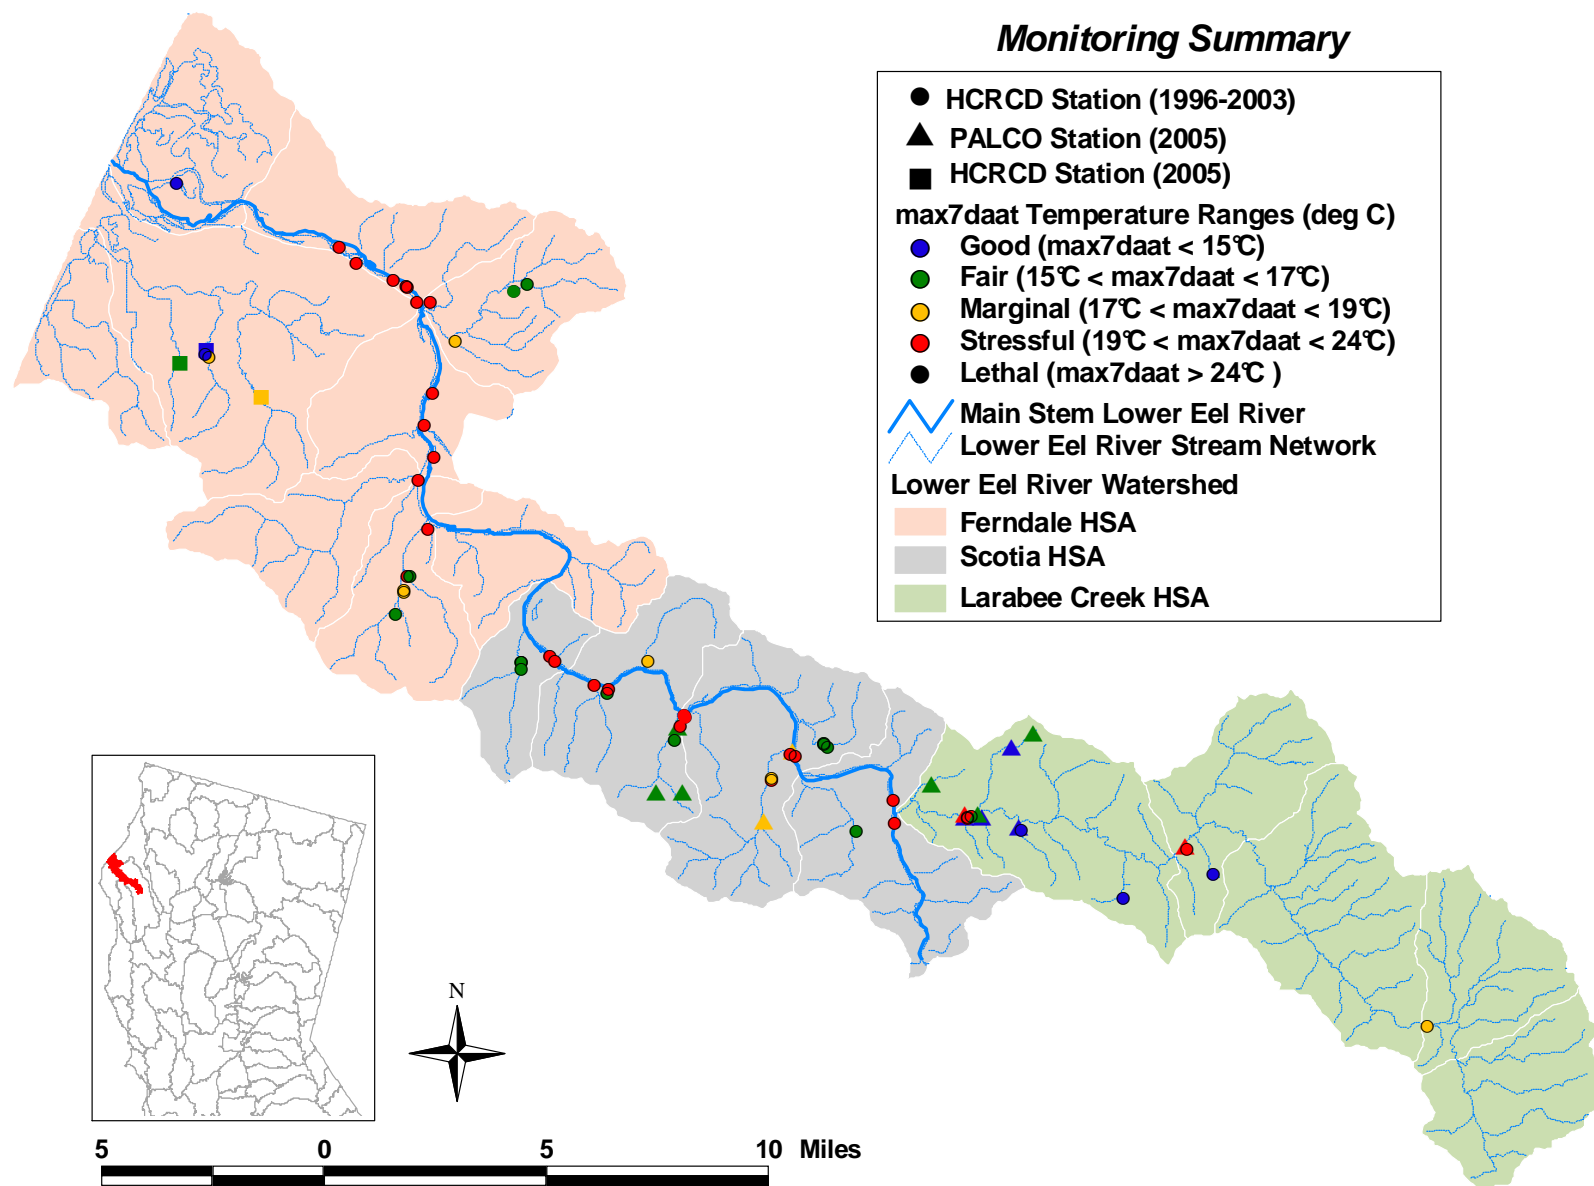 Monitoring Summary
HCRCD Station (1996-2003)
PALCO Station (2005)
HCRCD Station (2005)
max7daat Temperature Ranges (deg C)
Good (max7daat < 15°C)
Fair (15°C < max7daat < 17°C)
Marginal (17°C < max7daat < 19°C)
Stressful (19°C < max7daat < 24°C)
Lethal (max7daat > 24°C )
Main Stem Lower Eel River
Lower Eel River Stream Network
Lower Eel River Watershed
Ferndale HSA
Scotia HSA
Larabee Creek HSA
N
5 0 5 10 Miles